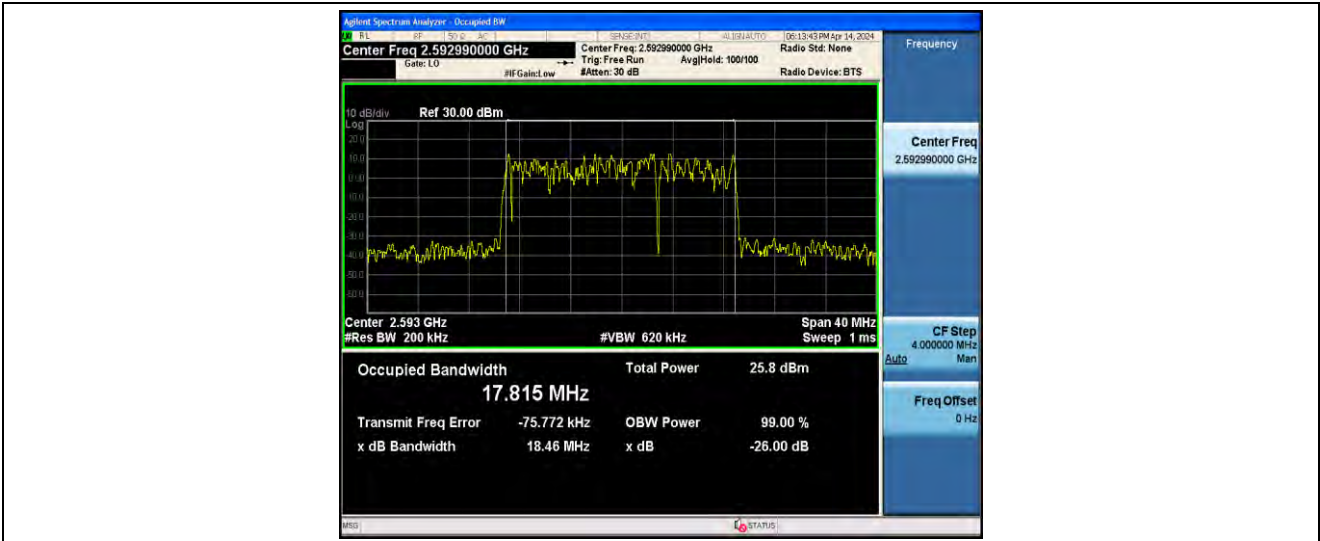 Agilent Spectrum Analyzer - Occupied BW
RL RF 50 Ω AC SENSE:INT ALIGNAUTO 06:13:43 PM Apr 14, 2024
Center Freq 2.592990000 GHz
Center Freq: 2.592990000 GHz
Radio Std: None
Gate: LO
Trig: Free Run Avg|Hold: 100/100
#IFGain:Low
#Atten: 30 dB
Radio Device: BTS
10 dB/div Ref 30.00 dBm
Log
20.0
10.0
0.00
-10.0
-20.0
-30.0
-40.0
-50.0
-60.0
Center 2.593 GHz
Span 40 MHz
#Res BW 200 kHz
#VBW 620 kHz
Sweep 1 ms
Occupied Bandwidth
Total Power 25.8 dBm
17.815 MHz
Transmit Freq Error -75.772 kHz
OBW Power 99.00 %
x dB Bandwidth 18.46 MHz
x dB -26.00 dB
MSG
STATUS
Frequency
Center Freq
2.592990000 GHz
CF Step
4.000000 MHz
Auto Man
Freq Offset
0 Hz